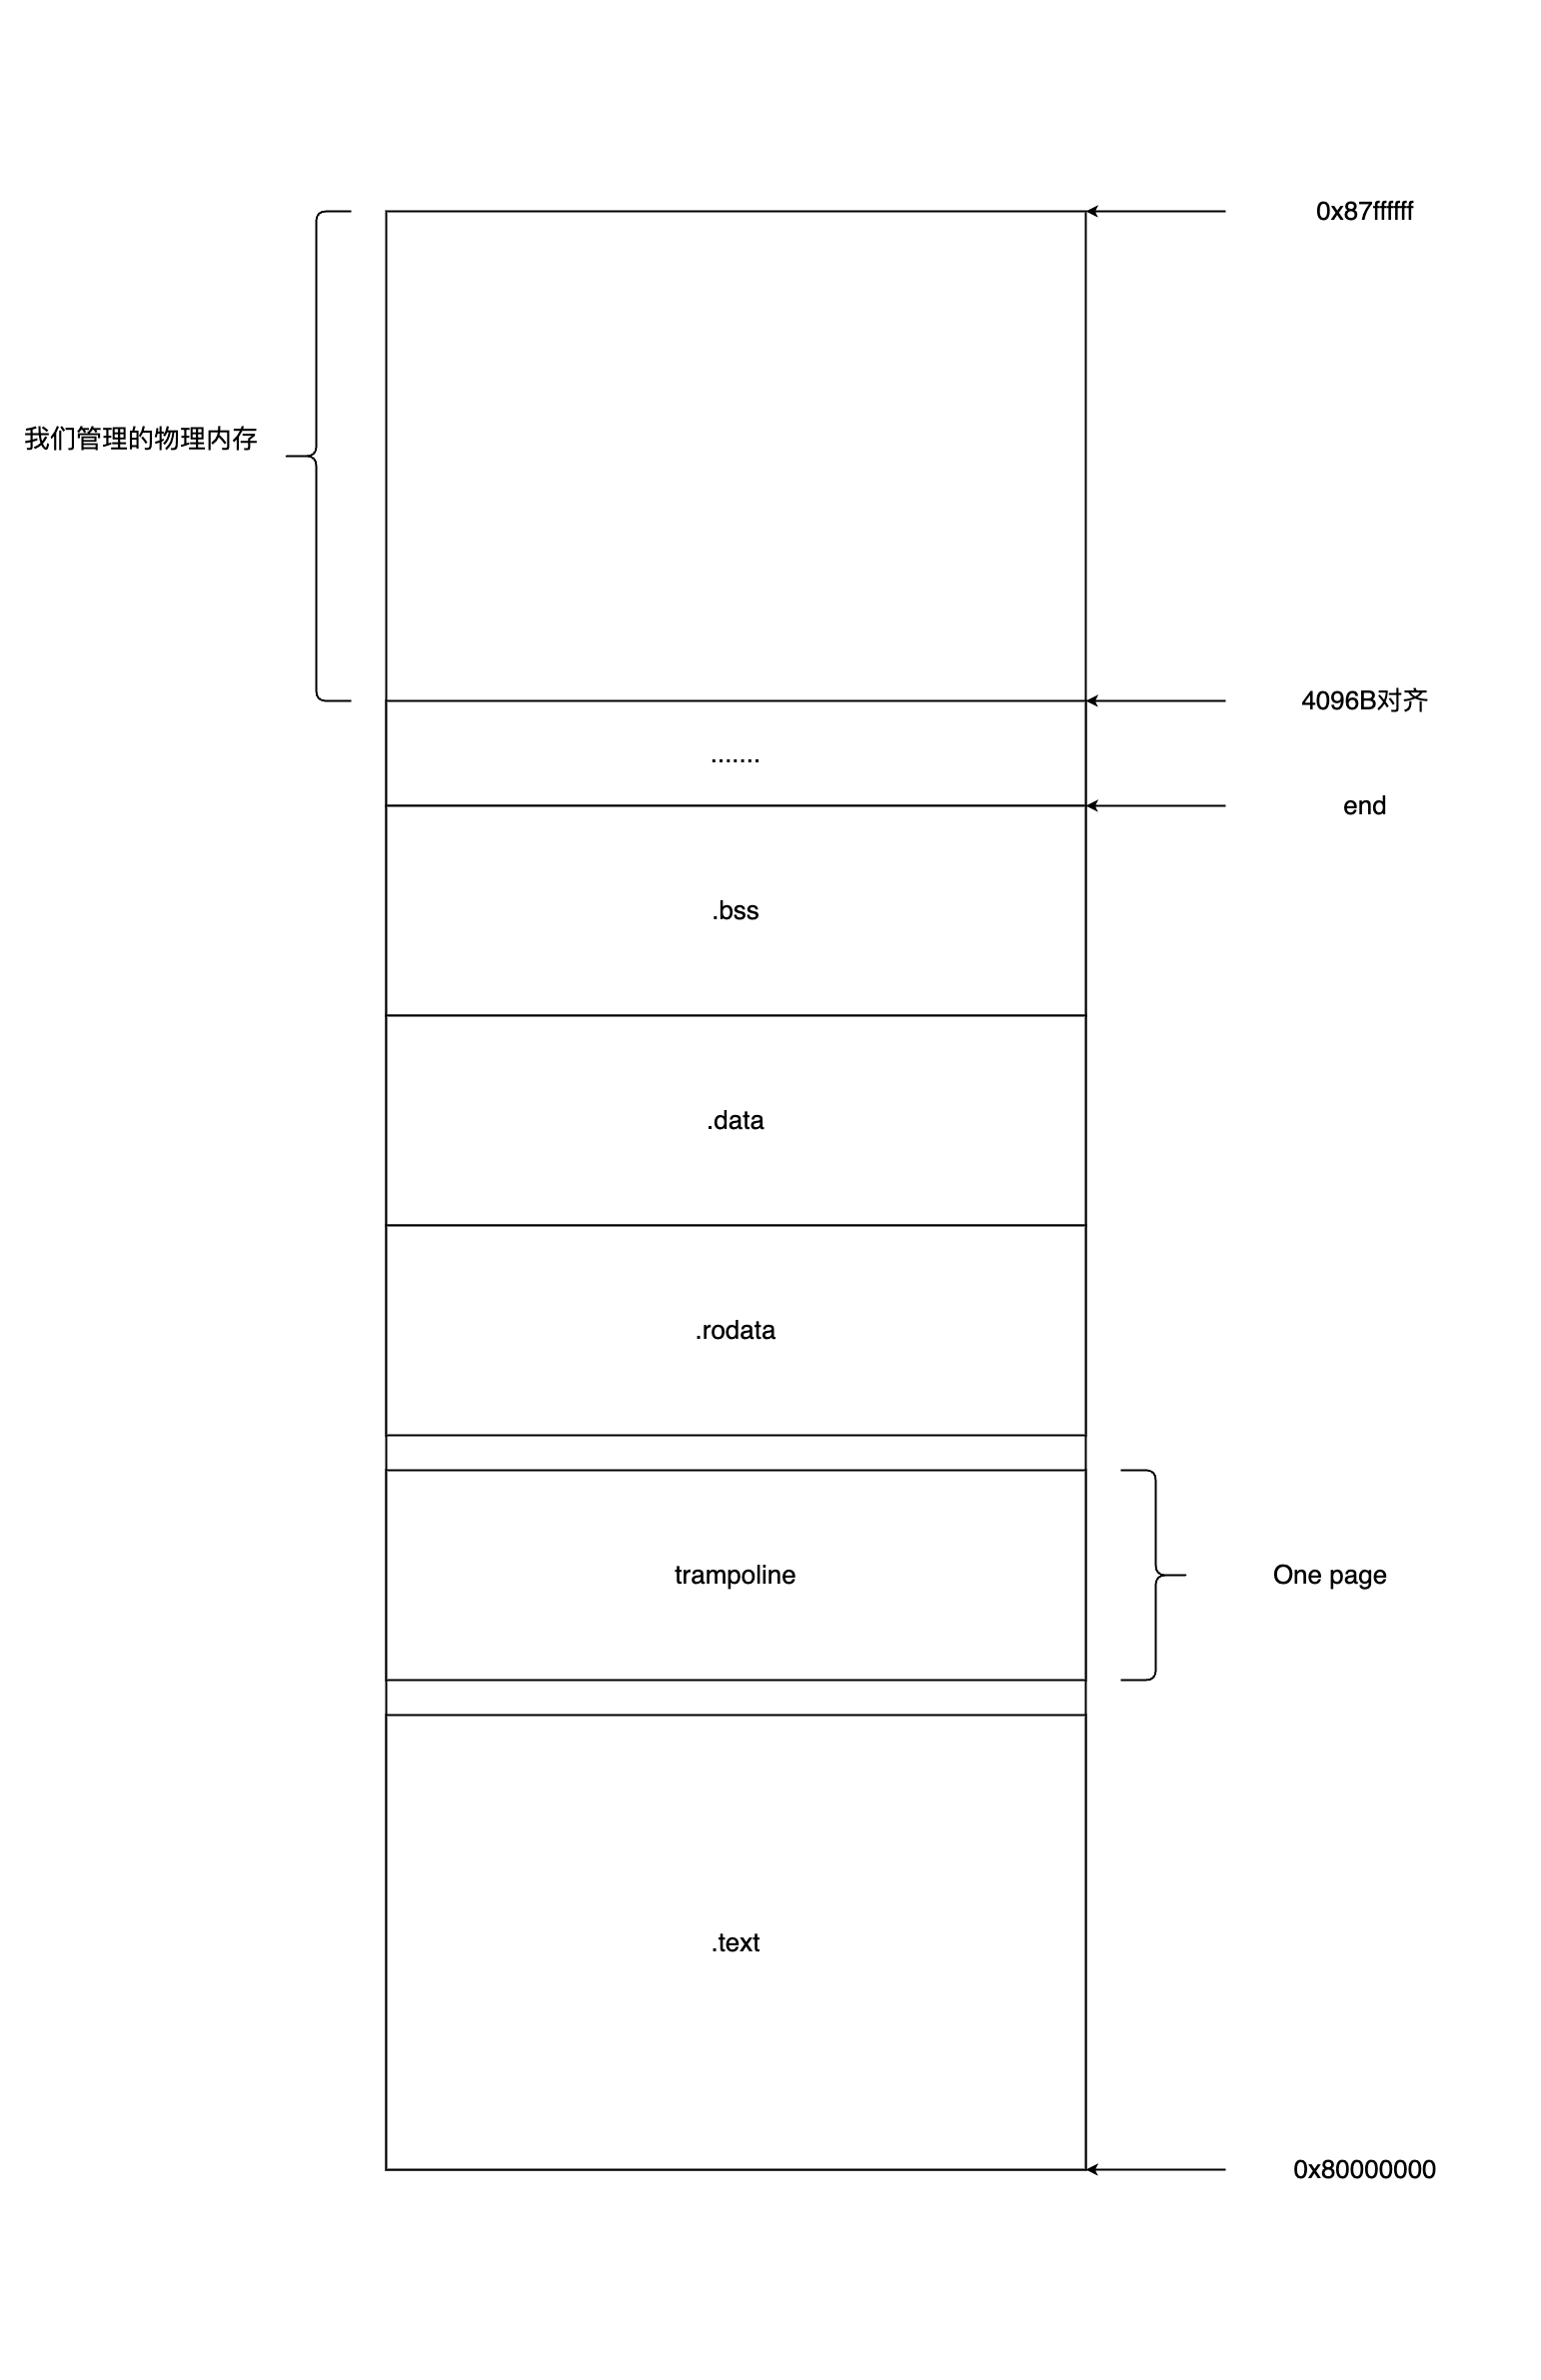 0x87ffffff
我们管理的物理内存
4096B对齐
.......
end
.bss
.data
.rodata
trampoline
One page
.text
0x80000000